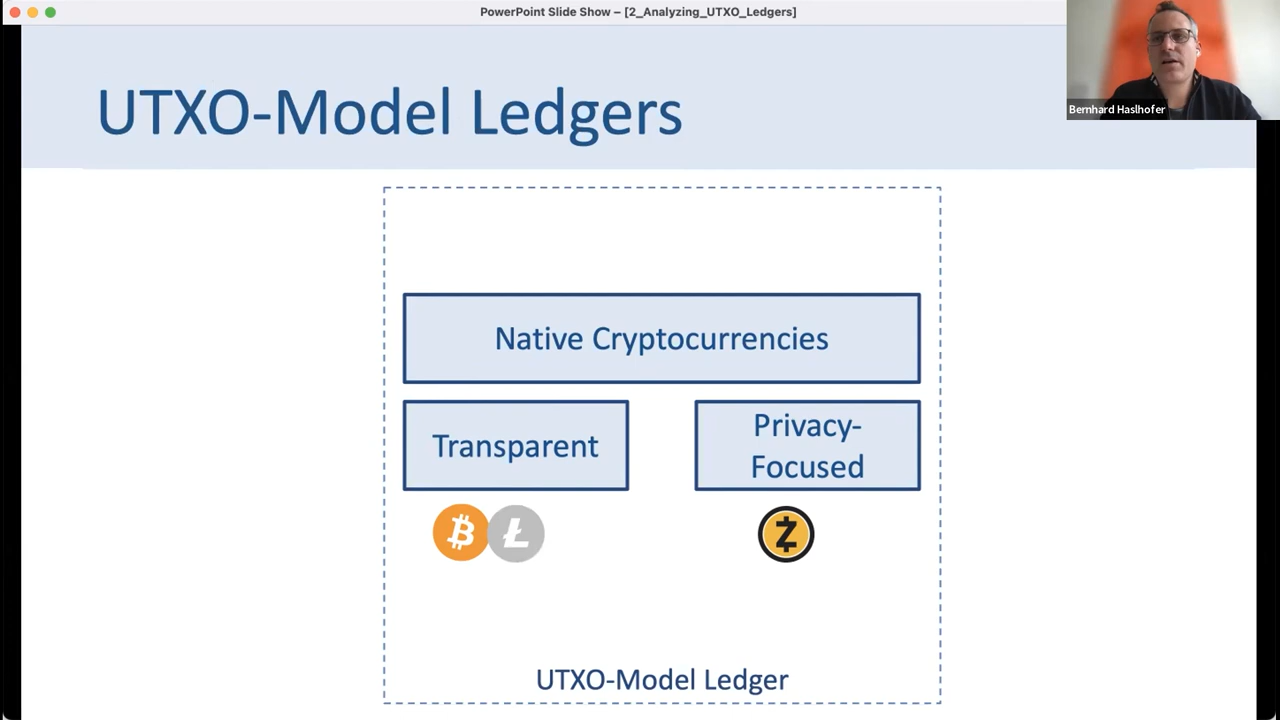 PowerPoint Slide Show – [2_Analyzing_UTXO_Ledgers]
Bernhard Haslhofer
UTXO-Model Ledgers
Native Cryptocurrencies
Transparent
Privacy-
Focused
UTXO-Model Ledger